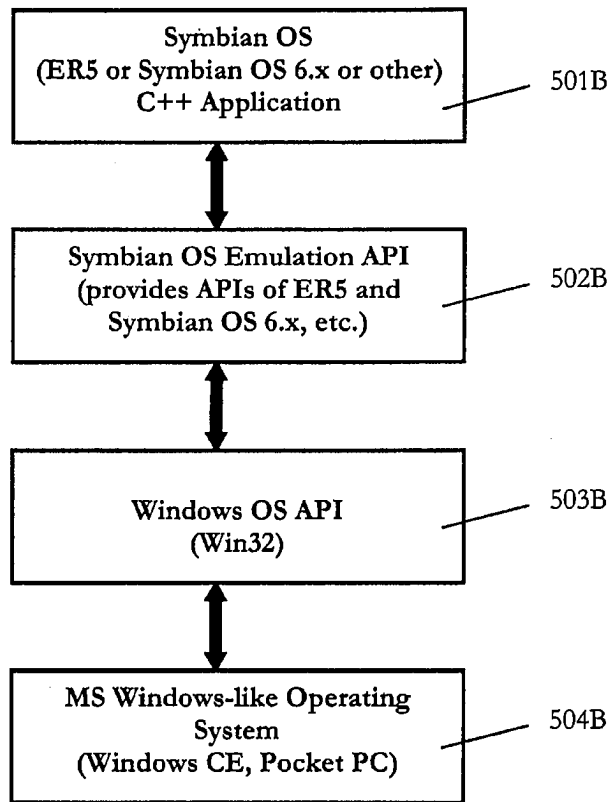 Symbian OS
(ER5 or Symbian OS 6.x or other)
C++ Application
501B
Symbian OS Emulation API
(provides APIs of ER5 and
Symbian OS 6.x, etc.)
502B
Windows OS API
(Win32)
503B
MS Windows-like Operating
System
(Windows CE, Pocket PC)
504B